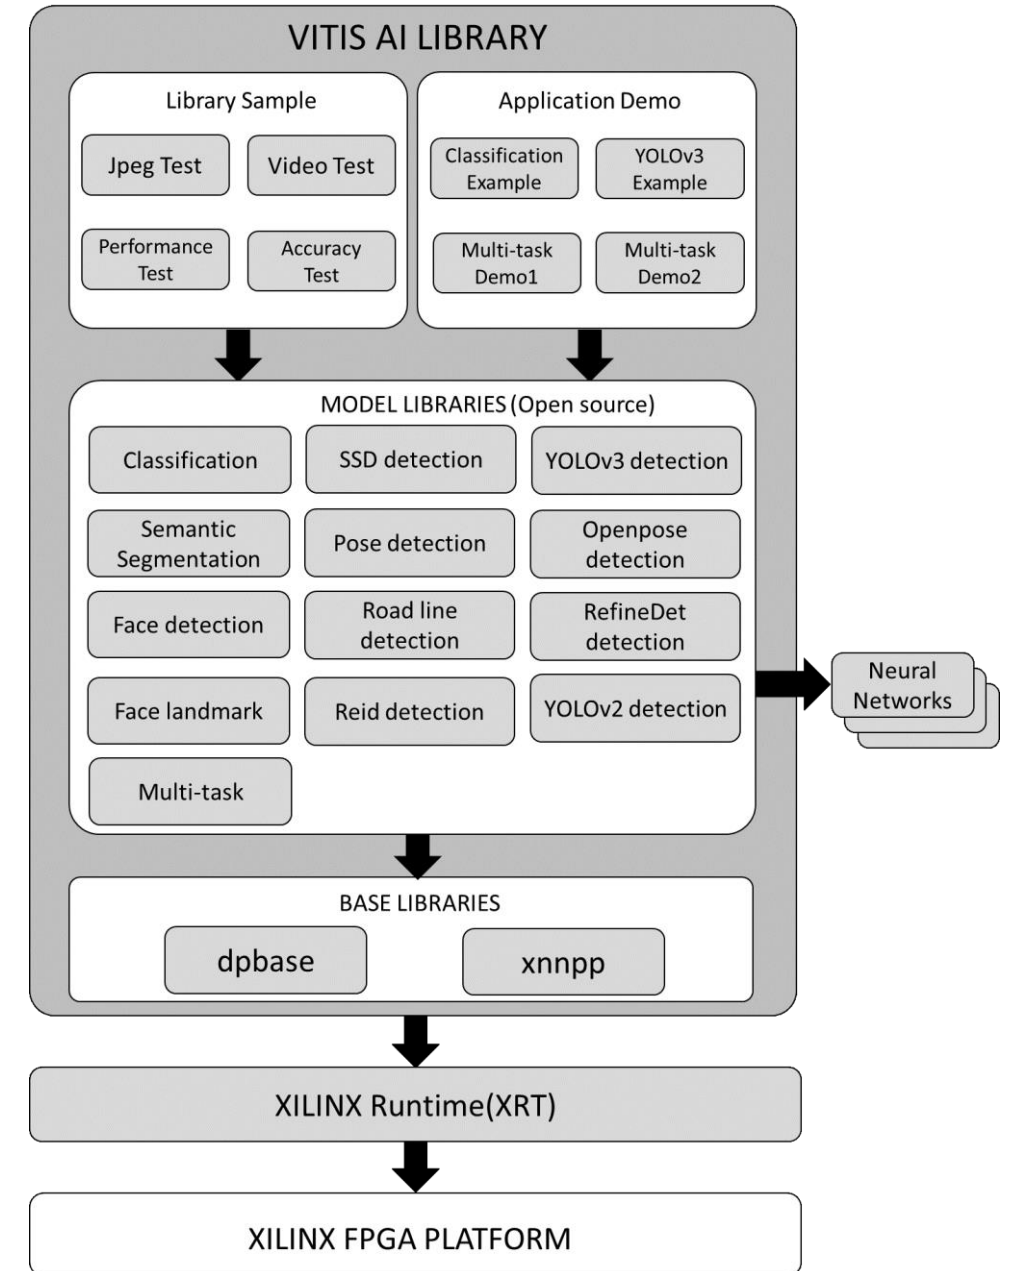 VITIS AI LIBRARY
Library Sample
Jpeg Test
Video Test
Performance
Test
Accuracy
Test
Application Demo
Classification
Example
YOLOv3
Example
Multi-task
Demo1
Multi-task
Demo2
MODEL LIBRARIES (Open source)
Classification
SSD detection
YOLOv3 detection
Semantic
Segmentation
Pose detection
Openpose
detection
Face detection
Road line
detection
RefineDet
detection
Face landmark
Reid detection
YOLOv2 detection
Multi-task
Neural
Networks
BASE LIBRARIES
dpbase
xnnpp
XILINX Runtime(XRT)
XILINX FPGA PLATFORM